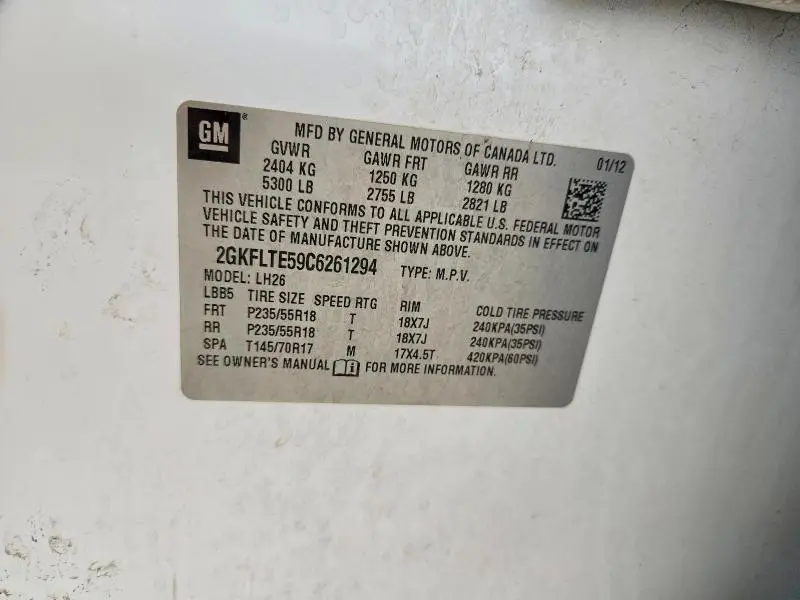 GM ®
MFD BY GENERAL MOTORS OF CANADA LTD. 01/12
GVWR GAWR FRT GAWR RR
2404 KG 1250 KG 1280 KG
5300 LB 2755 LB 2821 LB
THIS VEHICLE CONFORMS TO ALL APPLICABLE U.S. FEDERAL MOTOR
VEHICLE SAFETY AND THEFT PREVENTION STANDARDS IN EFFECT ON
THE DATE OF MANUFACTURE SHOWN ABOVE.
2GKFLTE59C6261294 TYPE: M.P.V.
MODEL: LH26
LBB5 TIRE SIZE SPEED RTG RIM COLD TIRE PRESSURE
FRT P235/55R18 T 18X7J 240KPA(35PSI)
RR P235/55R18 T 18X7J 240KPA(35PSI)
SPA T145/70R17 M 17X4.5T 420KPA(60PSI)
SEE OWNER'S MANUAL i FOR MORE INFORMATION.